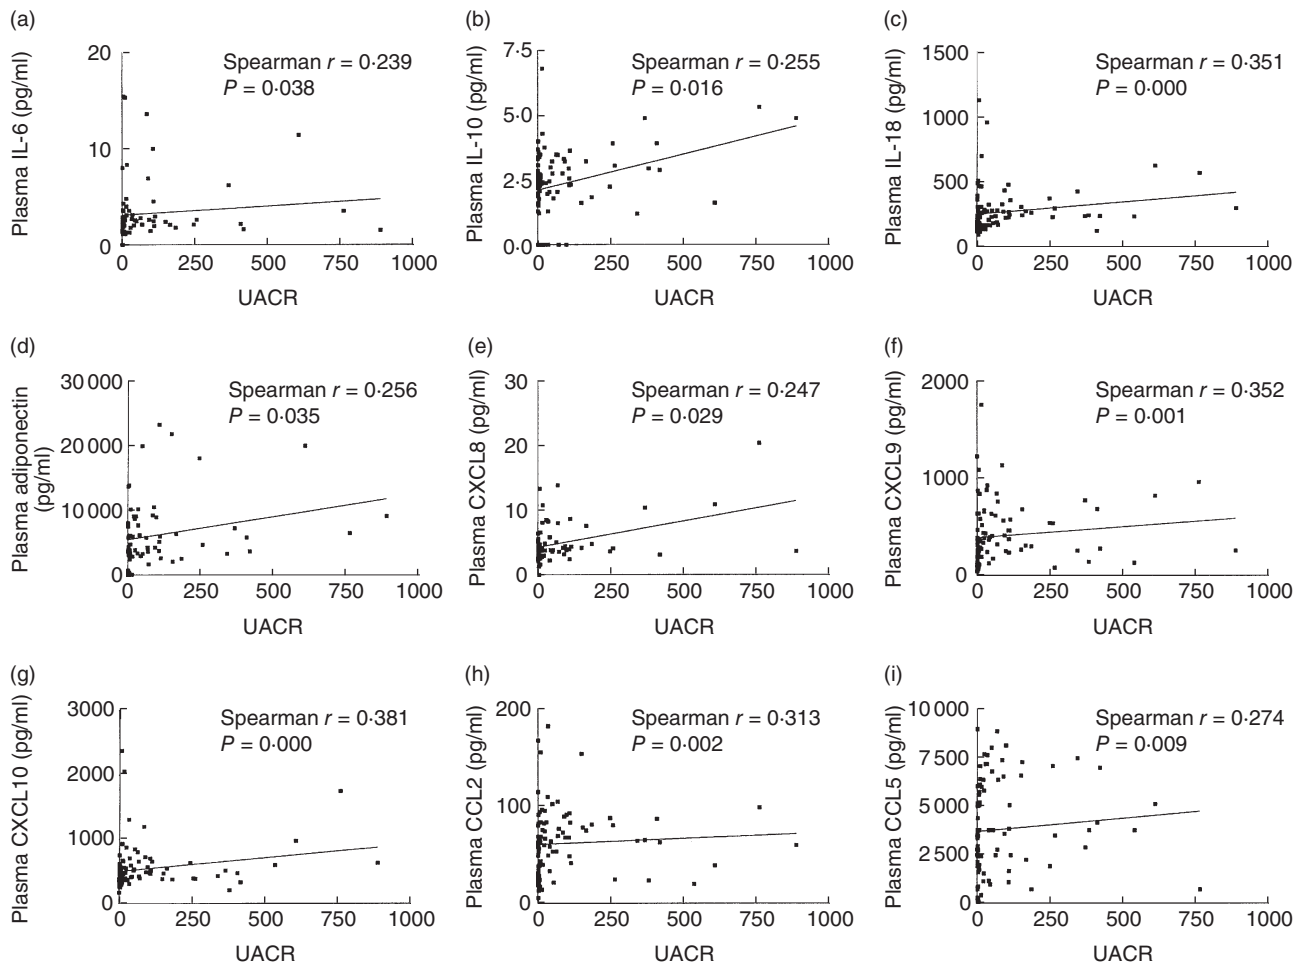 (a)
Plasma IL-6 (pg/ml)
20
10
0
Spearman r = 0·239
P = 0·038
0 250 500 750 1000
UACR
(b)
Plasma IL-10 (pg/ml)
7·5
5·0
2·5
0·0
Spearman r = 0·255
P = 0·016
0 250 500 750 1000
UACR
(c)
Plasma IL-18 (pg/ml)
1500
1000
500
0
Spearman r = 0·351
P = 0·000
0 250 500 750 1000
UACR
(d)
Plasma adiponectin
(pg/ml)
30 000
20 000
10 000
0
Spearman r = 0·256
P = 0·035
0 250 500 750 1000
UACR
(e)
Plasma CXCL8 (pg/ml)
30
20
10
0
Spearman r = 0·247
P = 0·029
0 250 500 750 1000
UACR
(f)
Plasma CXCL9 (pg/ml)
2000
1000
0
Spearman r = 0·352
P = 0·001
0 250 500 750 1000
UACR
(g)
Plasma CXCL10 (pg/ml)
3000
2000
1000
0
Spearman r = 0·381
P = 0·000
0 250 500 750 1000
UACR
(h)
Plasma CCL2 (pg/ml)
200
100
0
Spearman r = 0·313
P = 0·002
0 250 500 750 1000
UACR
(i)
Plasma CCL5 (pg/ml)
10 000
7 500
5 000
2 500
0
Spearman r = 0·274
P = 0·009
0 250 500 750 1000
UACR